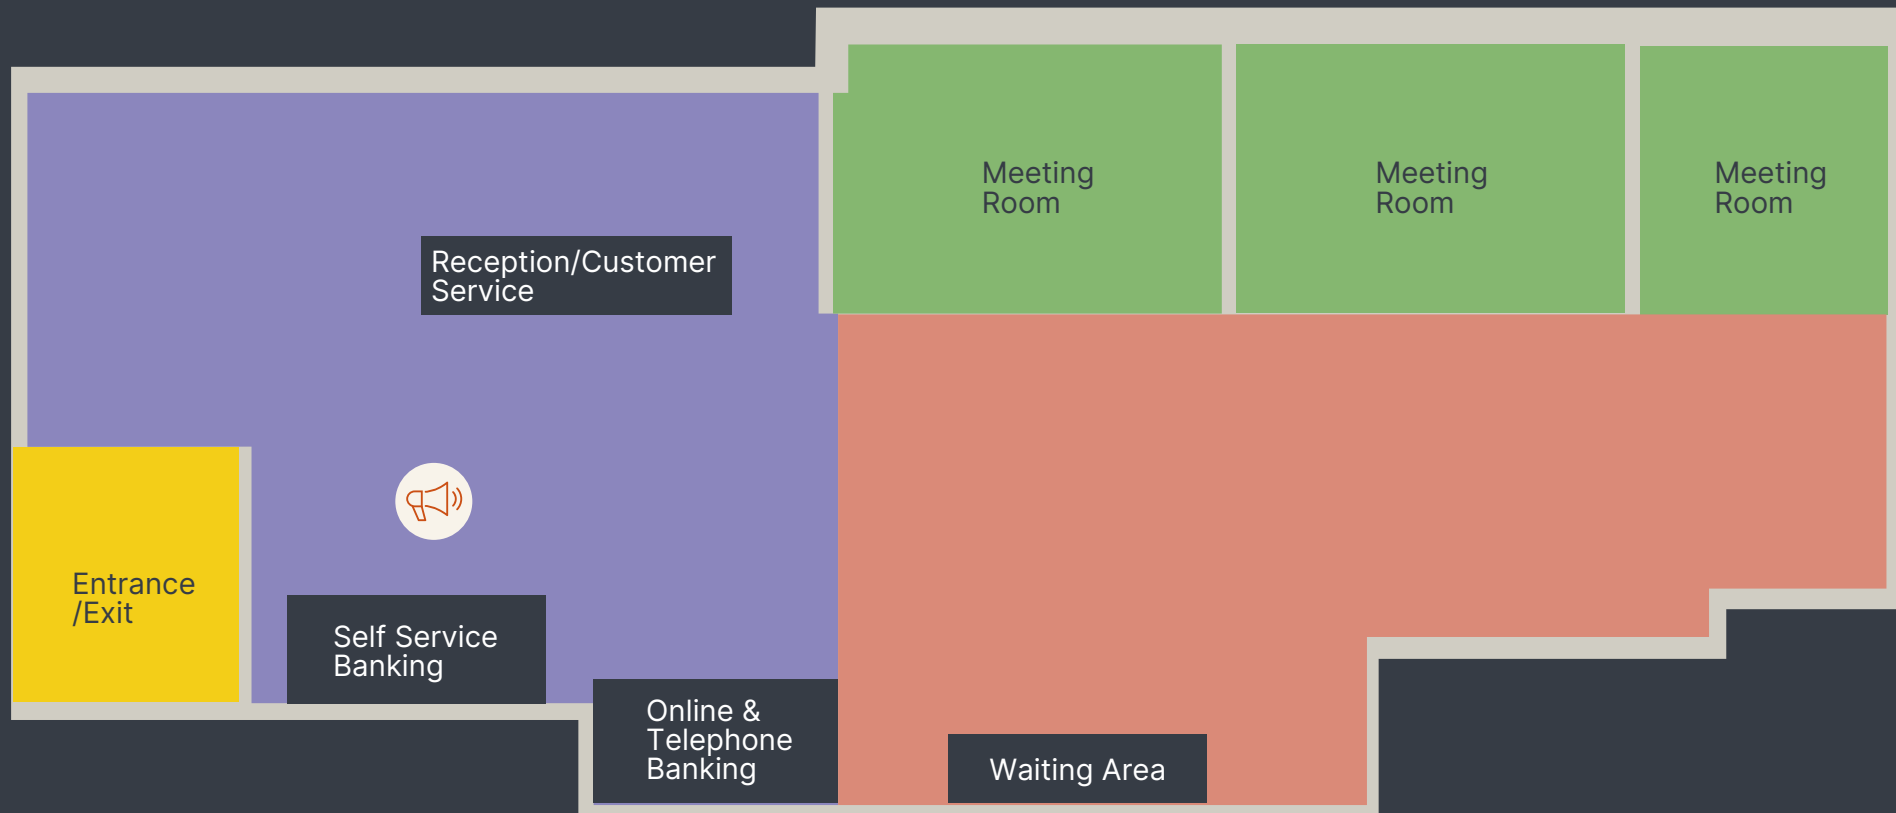 Meeting
Room
Meeting
Room
Meeting
Room
Reception/Customer
Service
Entrance
/Exit
Self Service
Banking
Online &
Telephone
Banking
Waiting Area